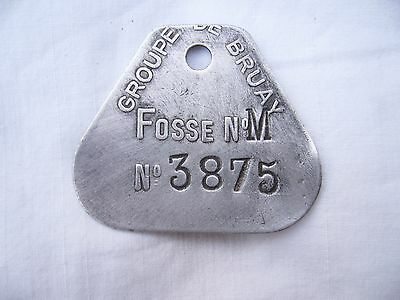 GROUPE DE BRUAY
FOSSE No M
No 3875